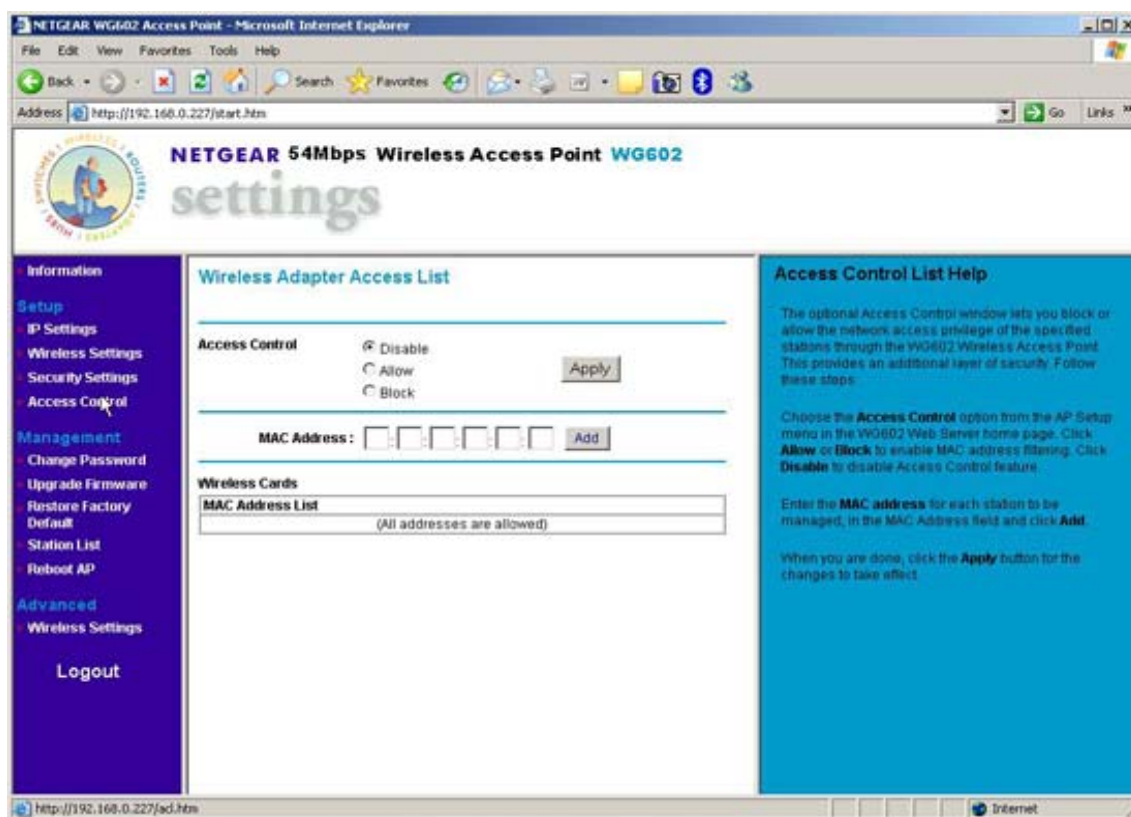 NETGEAR WG602 Access Point - Microsoft Internet Explorer
File Edit View Favorites Tools Help
Back Search Favorites
Address http://192.168.0.227/start.htm Go Links
SWITCHES WIRELESS ROUTERS ADAPTERS HUBS
NETGEAR 54Mbps Wireless Access Point WG602
settings
Information
Setup
IP Settings
Wireless Settings
Security Settings
Access Control
Management
Change Password
Upgrade Firmware
Restore Factory
Default
Station List
Reboot AP
Advanced
Wireless Settings
Logout
Wireless Adapter Access List
Access Control
Disable
Allow
Block
Apply
MAC Address : : : : : : Add
Wireless Cards
MAC Address List
(All addresses are allowed)
Access Control List Help
The optional Access Control window lets you block or
allow the network access privilege of the specified
stations through the WG602 Wireless Access Point.
This provides an additional layer of security. Follow
these steps:
Choose the Access Control option from the AP Setup
menu in the WG602 Web Server home page. Click
Allow or Block to enable MAC address filtering. Click
Disable to disable Access Control feature.
Enter the MAC address for each station to be
managed, in the MAC Address field and click Add.
When you are done, click the Apply button for the
changes to take effect.
http://192.168.0.227/acl.htm Internet